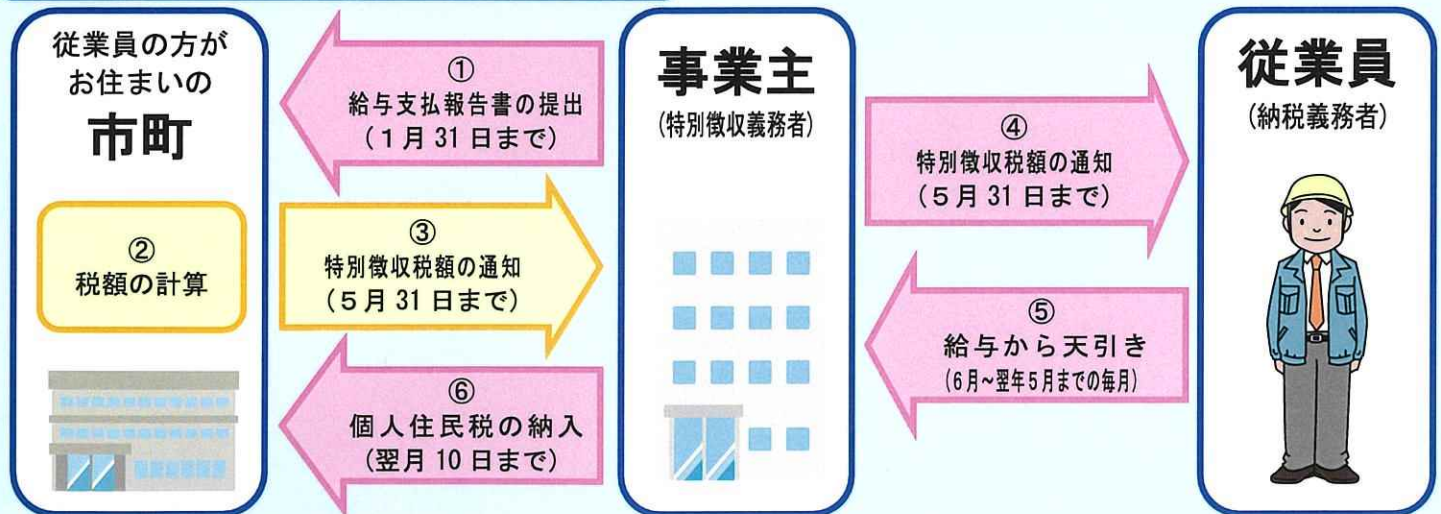 従業員の方が
お住まいの
市町
②
税額の計算
①
給与支払報告書の提出
(1月31日まで)
③
特別徴収税額の通知
(5月31日まで)
⑥
個人住民税の納入
(翌月10日まで)
事業主
(特別徴収義務者)
④
特別徴収税額の通知
(5月31日まで)
⑤
給与から天引き
(6月~翌年5月までの毎月)
従業員
(納税義務者)